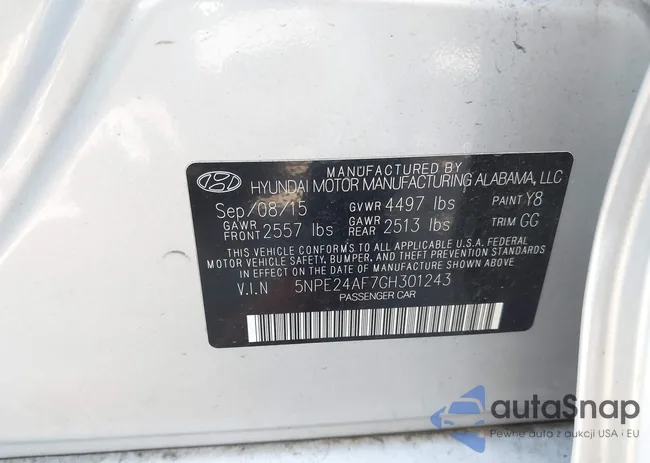 MANUFACTURED BY
HYUNDAI MOTOR MANUFACTURING ALABAMA, LLC
Sep/08/15 GVWR 4497 lbs PAINT Y8
GAWR FRONT 2557 lbs GAWR REAR 2513 lbs TRIM GG
THIS VEHICLE CONFORMS TO ALL APPLICABLE U.S.A. FEDERAL
MOTOR VEHICLE SAFETY, BUMPER, AND THEFT PREVENTION STANDARDS
IN EFFECT ON THE DATE OF MANUFACTURE SHOWN ABOVE.
V.I.N 5NPE24AF7GH301243
PASSENGER CAR
autoSnap
Pewne auta z aukcji USA i EU